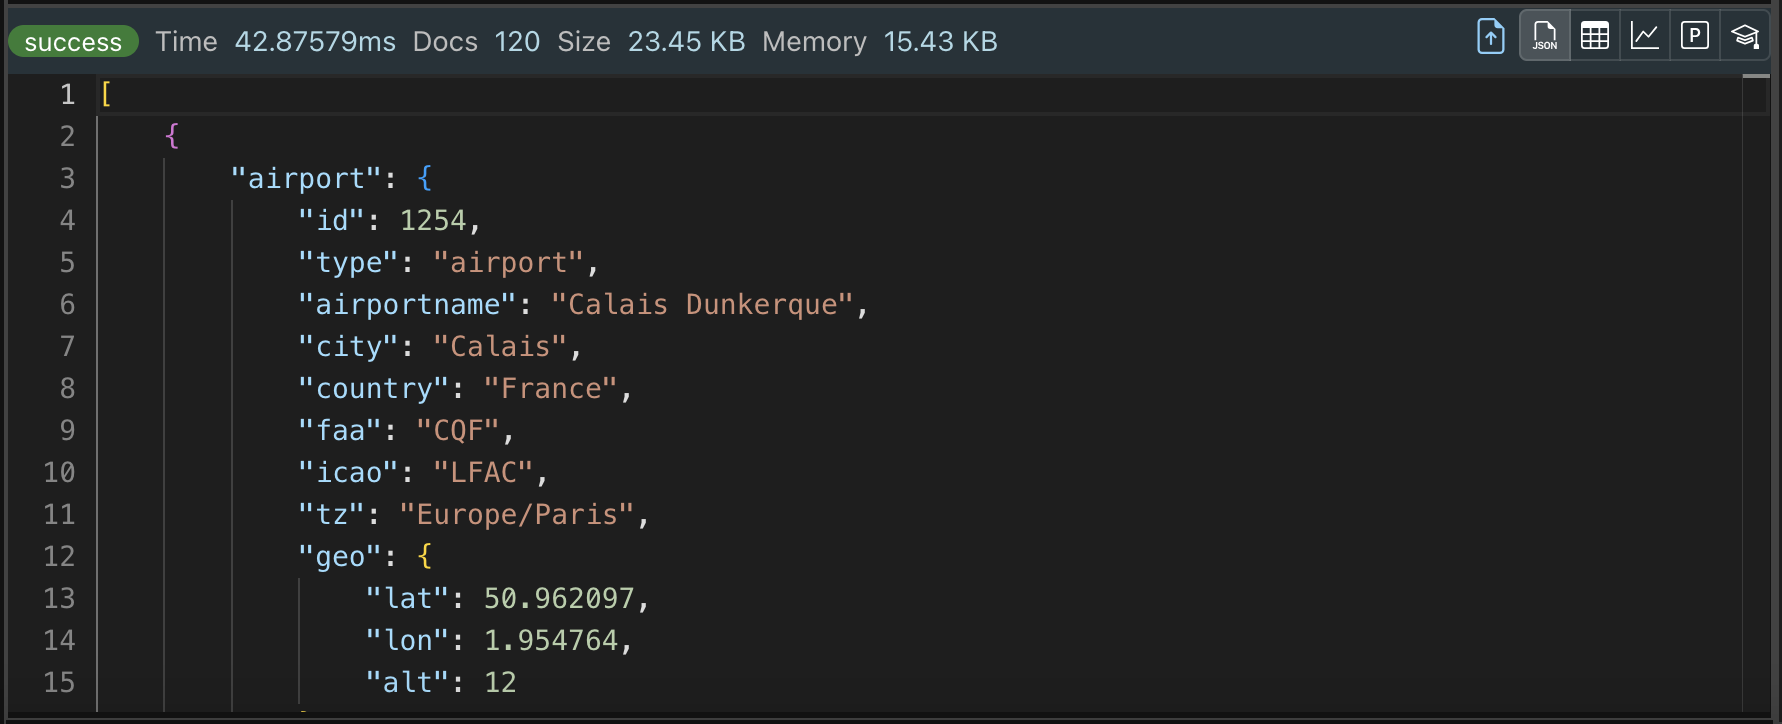 success Time 42.87579ms Docs 120 Size 23.45 KB Memory 15.43 KB JSON P
1 [
2 {
3 "airport": {
4 "id": 1254,
5 "type": "airport",
6 "airportname": "Calais Dunkerque",
7 "city": "Calais",
8 "country": "France",
9 "faa": "CQF",
10 "icao": "LFAC",
11 "tz": "Europe/Paris",
12 "geo": {
13 "lat": 50.962097,
14 "lon": 1.954764,
15 "alt": 12